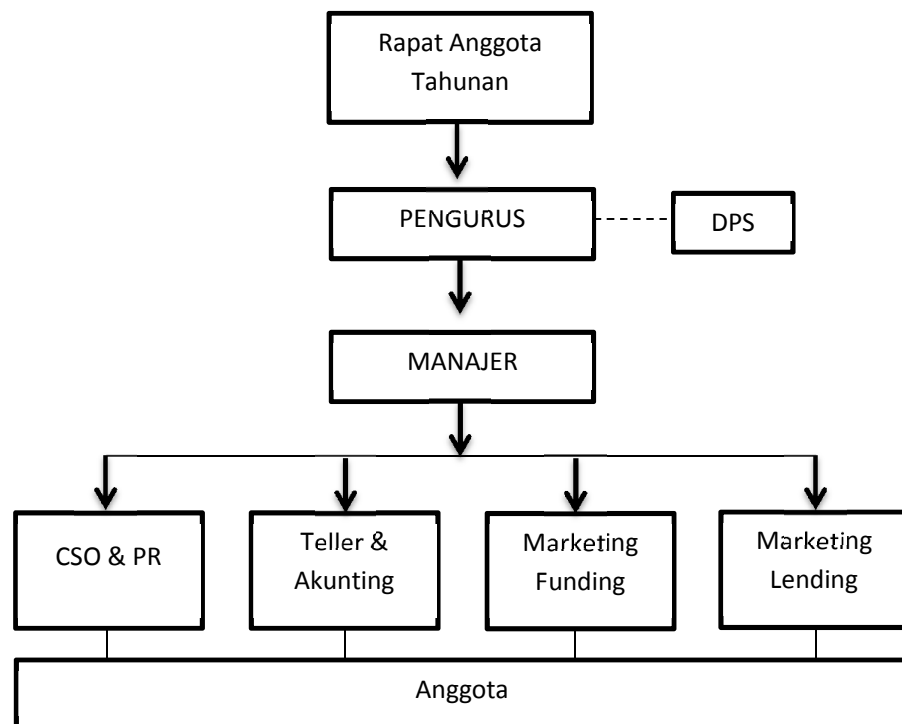 Rapat Anggota
Tahunan
PENGURUS
DPS
MANAJER
CSO & PR
Teller &
Akunting
Marketing
Funding
Marketing
Lending
Anggota